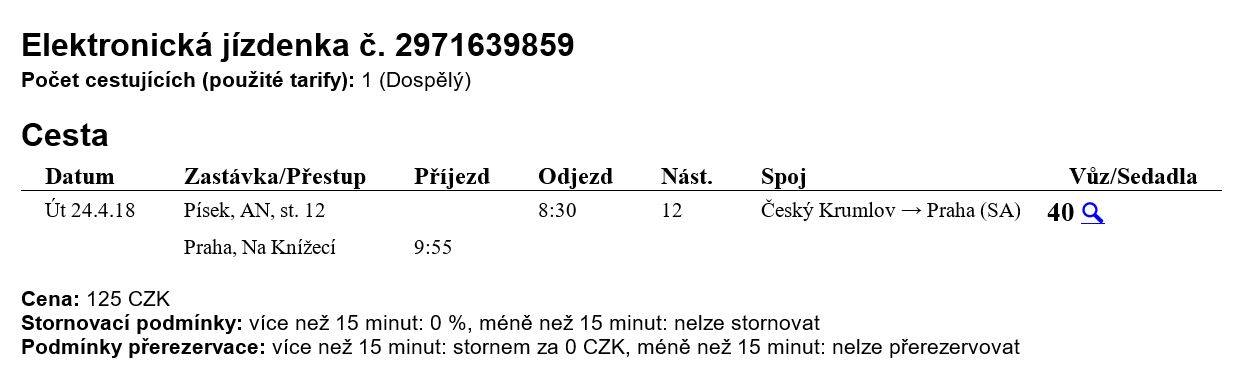 Elektronická jízdenka č. 2971639859
Počet cestujících (použité tarify): 1 (Dospělý)
Cesta
Datum Zastávka/Přestup Příjezd Odjezd Nást. Spoj Vůz/Sedadla
Út 24.4.18 Písek, AN, st. 12 8:30 12 Český Krumlov → Praha (SA) 40
Praha, Na Knížecí 9:55
Cena: 125 CZK
Stornovací podmínky: více než 15 minut: 0 %, méně než 15 minut: nelze stornovat
Podmínky přerezervace: více než 15 minut: stornem za 0 CZK, méně než 15 minut: nelze přerezervovat